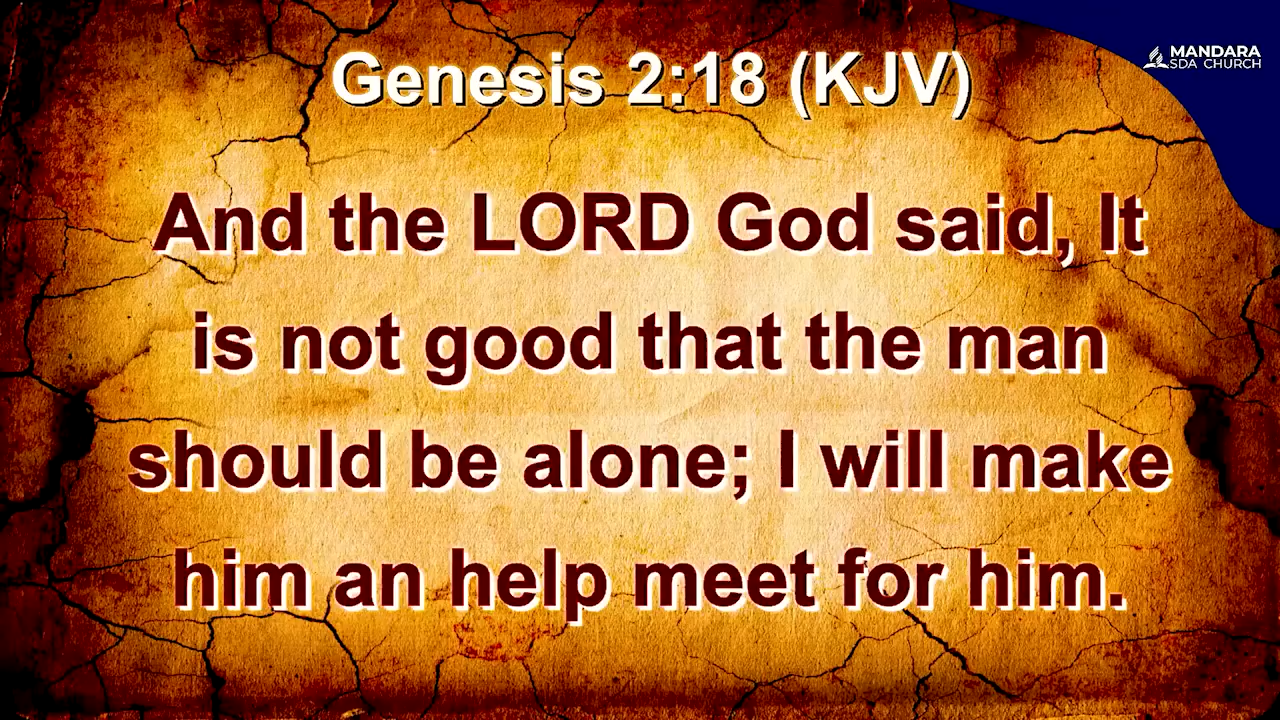 Genesis 2:18 (KJV)
MANDARA
SDA CHURCH
And the LORD God said, It
is not good that the man
should be alone; I will make
him an help meet for him.